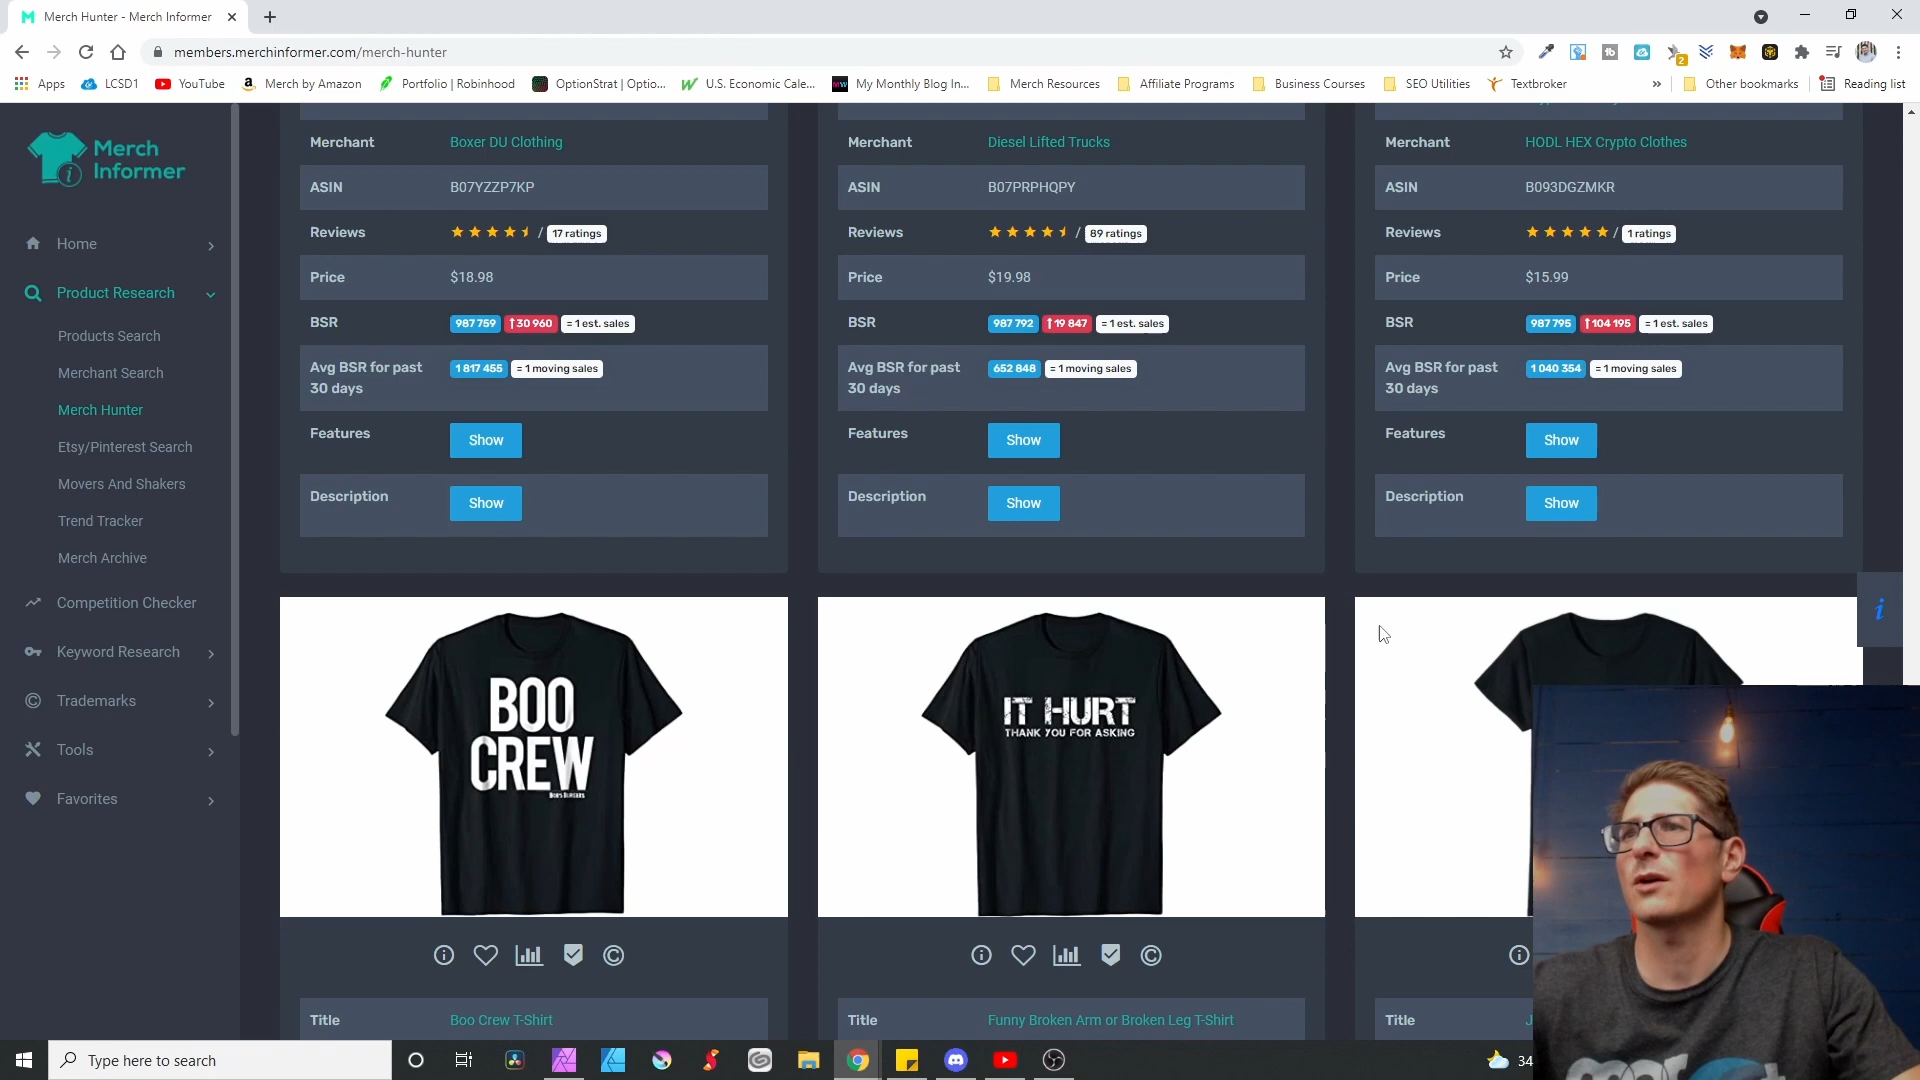 Merch Hunter - Merch Informer
members.merchinformer.com/merch-hunter
2
Apps LCSD1 YouTube Merch by Amazon Portfolio | Robinhood OptionStrat | Optio... U.S. Economic Cale... My Monthly Blog In... Merch Resources Affiliate Programs Business Courses SEO Utilities Textbroker » Other bookmarks Reading list
Merch
Informer
Home
Product Research
Products Search
Merchant Search
Merch Hunter
Etsy/Pinterest Search
Movers And Shakers
Trend Tracker
Merch Archive
Competition Checker
Keyword Research
Trademarks
Tools
Favorites
Merchant Boxer DU Clothing
ASIN B07YZZP7KP
Reviews / 17 ratings
Price $18.98
BSR 987 759 30 960 = 1 est. sales
Avg BSR for past 30 days 1 817 455 = 1 moving sales
Features Show
Description Show
Merchant Diesel Lifted Trucks
ASIN B07PRPHQPY
Reviews / 89 ratings
Price $19.98
BSR 987 792 19 847 = 1 est. sales
Avg BSR for past 30 days 652 848 = 1 moving sales
Features Show
Description Show
Merchant HODL HEX Crypto Clothes
ASIN B093DGZMKR
Reviews / 1 ratings
Price $15.99
BSR 987 795 104 195 = 1 est. sales
Avg BSR for past 30 days 1 040 354 = 1 moving sales
Features Show
Description Show
BOO
CREW
BOB'S BURGERS
IT HURT
THANK YOU FOR ASKING
Title Boo Crew T-Shirt
Title Funny Broken Arm or Broken Leg T-Shirt
Title J
i
Type here to search
34